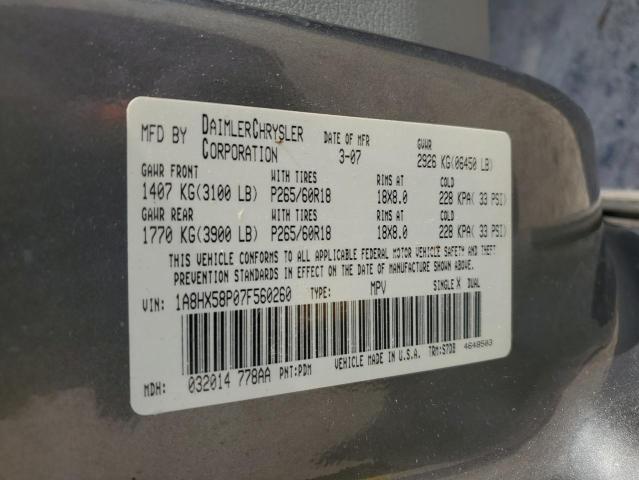 MFD BY DAIMLERCHRYSLER CORPORATION DATE OF MFR 3-07 GVWR 2926 KG(06450 LB)
GAWR FRONT WITH TIRES RIMS AT COLD
1407 KG(3100 LB) P265/60R18 18X8.0 228 KPA( 33 PSI)
GAWR REAR WITH TIRES RIMS AT COLD
1770 KG(3900 LB) P265/60R18 18X8.0 228 KPA( 33 PSI)
THIS VEHICLE CONFORMS TO ALL APPLICABLE FEDERAL MOTOR VEHICLE SAFETY AND THEFT
PREVENTION STANDARDS IN EFFECT ON THE DATE OF MANUFACTURE SHOWN ABOVE.
VIN: 1A8HX58P07F560260 TYPE: MPV SINGLE X DUAL
MDH: 032014 778AA PNT:PDM VEHICLE MADE IN U.S.A. TRM:S7DB 4648503